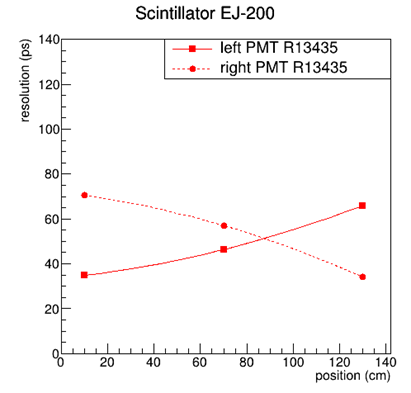 Scintillator EJ-200
resolution (ps)
140
120
100
80
60
40
20
0
left PMT R13435
right PMT R13435
0 20 40 60 80 100 120 140
position (cm)